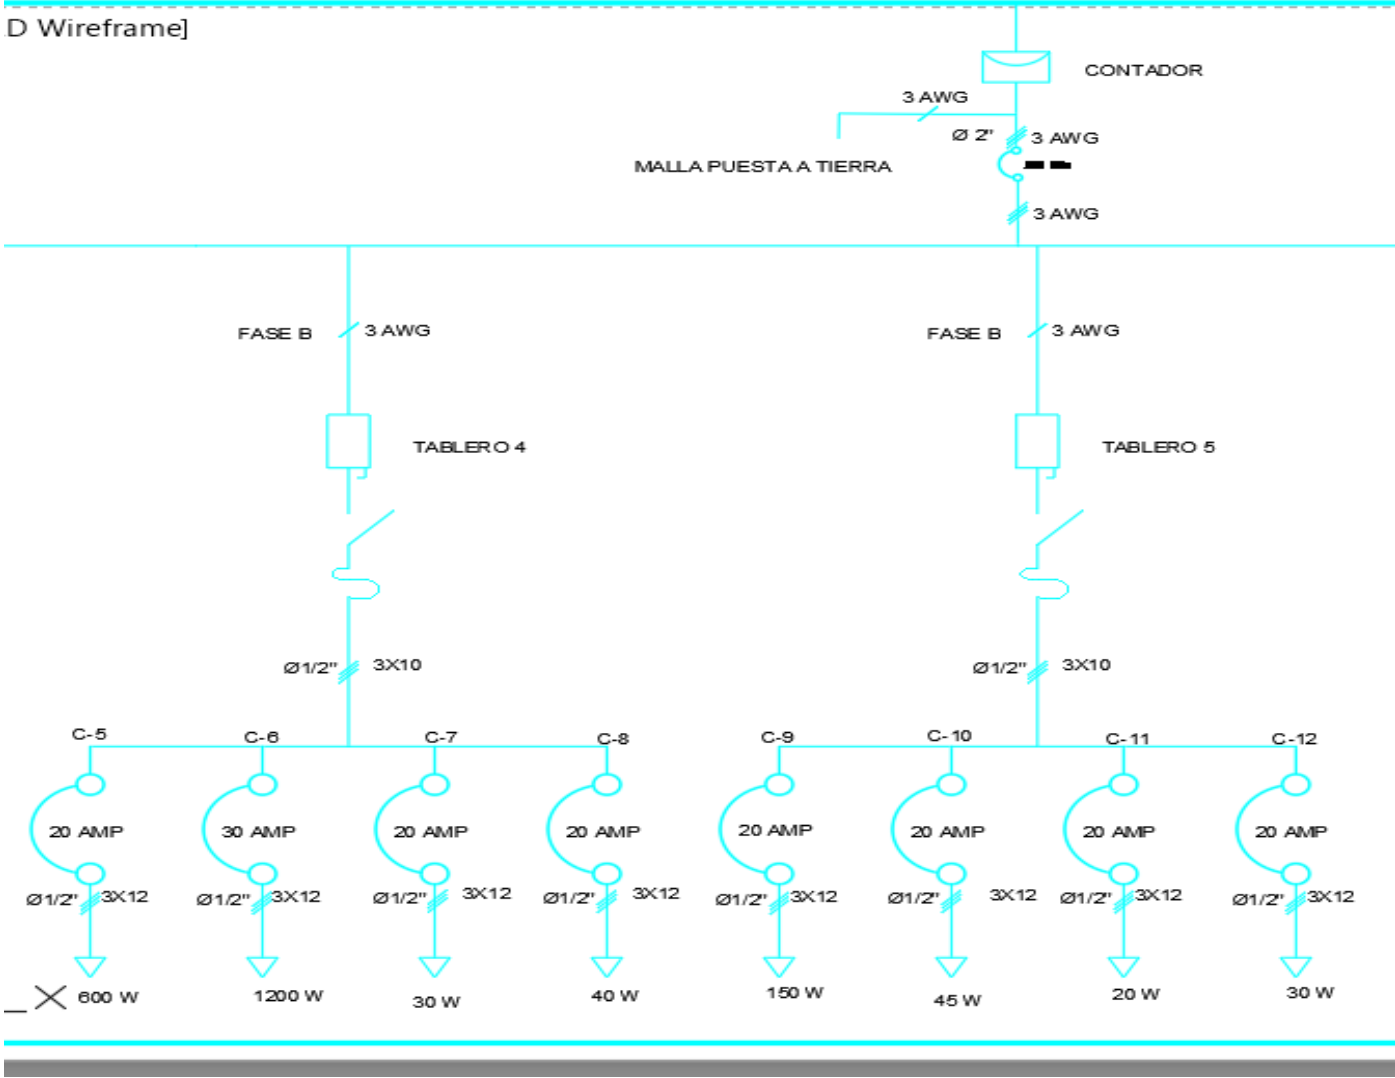 D Wireframe]
CONTADOR
3 AWG
Ø 2" 3 AWG
MALLA PUESTA A TIERRA
3 AWG
FASE B 3 AWG
FASE B 3 AWG
TABLERO 4
TABLERO 5
Ø1/2" 3X10
Ø1/2" 3X10
C-5 C-6 C-7 C-8 C-9 C-10 C-11 C-12
20 AMP 30 AMP 20 AMP 20 AMP 20 AMP 20 AMP 20 AMP 20 AMP
Ø1/2" 3X12 Ø1/2" 3X12 Ø1/2" 3X12 Ø1/2" 3X12 Ø1/2" 3X12 Ø1/2" 3X12 Ø1/2" 3X12 Ø1/2" 3X12
600 W 1200 W 30 W 40 W 150 W 45 W 20 W 30 W